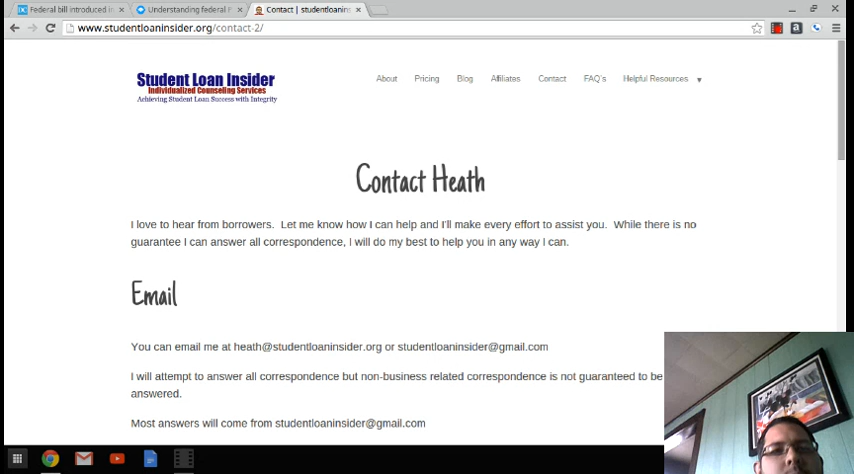 Federal bill introduced in
Understanding federal P
Contact | studentloanins
www.studentloaninsider.org/contact-2/
Student Loan Insider
Individualized Counseling Services
Achieving Student Loan Success with Integrity
About Pricing Blog Affiliates Contact FAQ's Helpful Resources
Contact Heath
I love to hear from borrowers. Let me know how I can help and I'll make every effort to assist you. While there is no
guarantee I can answer all correspondence, I will do my best to help you in any way I can.
Email
You can email me at heath@studentloaninsider.org or studentloaninsider@gmail.com
I will attempt to answer all correspondence but non-business related correspondence is not guaranteed to be
answered.
Most answers will come from studentloaninsider@gmail.com